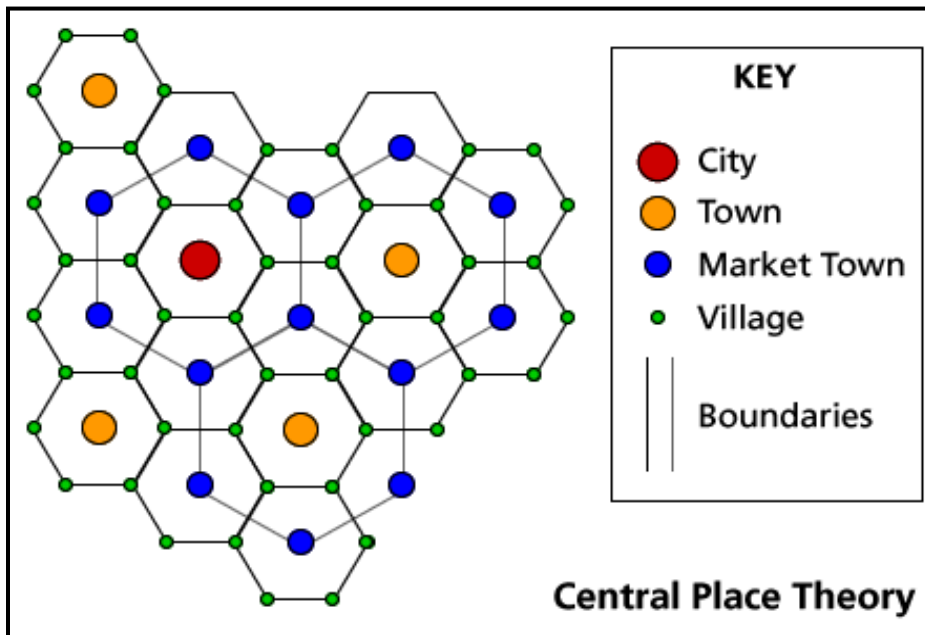 KEY
City
Town
Market Town
Village
Boundaries
Central Place Theory